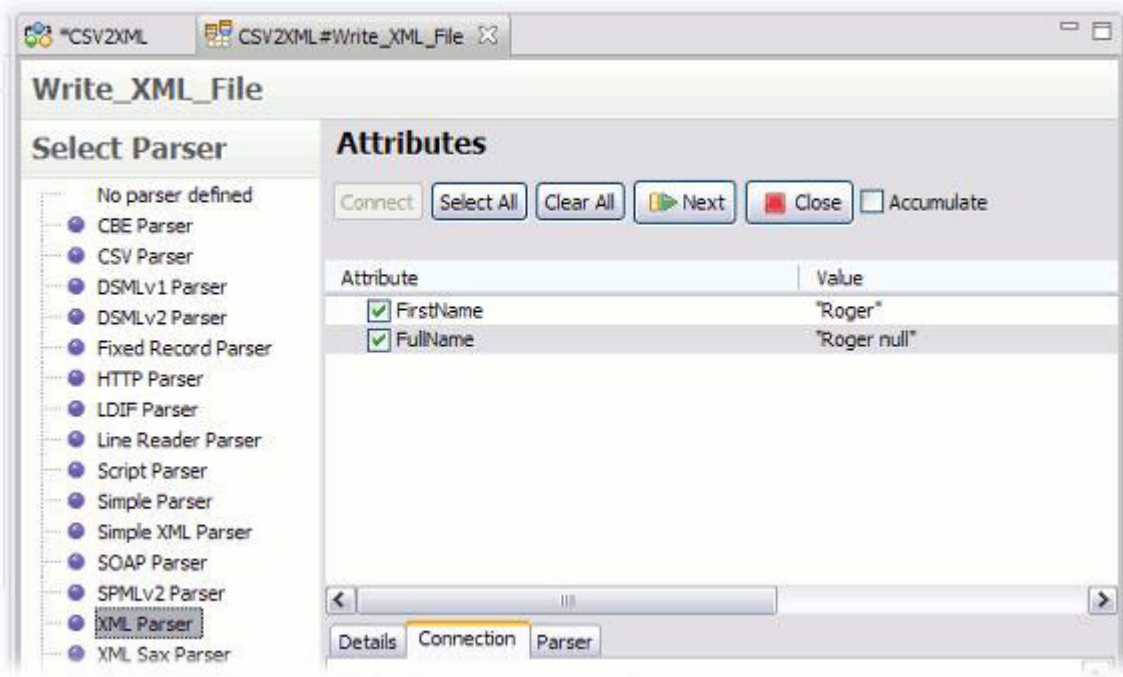 *CSV2XML
CSV2XML#Write_XML_File
Write_XML_File
Select Parser
No parser defined
CBE Parser
CSV Parser
DSMLv1 Parser
DSMLv2 Parser
Fixed Record Parser
HTTP Parser
LDIF Parser
Line Reader Parser
Script Parser
Simple Parser
Simple XML Parser
SOAP Parser
SPMLv2 Parser
XML Parser
XML Sax Parser
Attributes
Connect Select All Clear All Next Close Accumulate
Attribute Value
FirstName "Roger"
FullName "Roger null"
Details Connection Parser